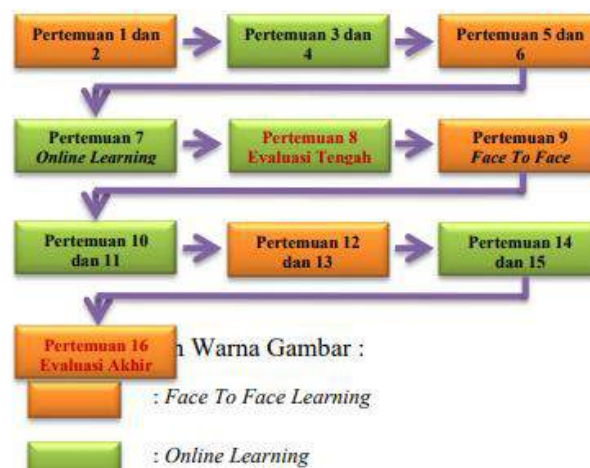 Pertemuan 1 dan
2
Pertemuan 3 dan
4
Pertemuan 5 dan
6
Pertemuan 7
Online Learning
Pertemuan 8
Evaluasi Tengah
Pertemuan 9
Face To Face
Pertemuan 10
dan 11
Pertemuan 12
dan 13
Pertemuan 14
dan 15
Pertemuan 16
Evaluasi Akhir
Warna Gambar :
: Face To Face Learning
: Online Learning